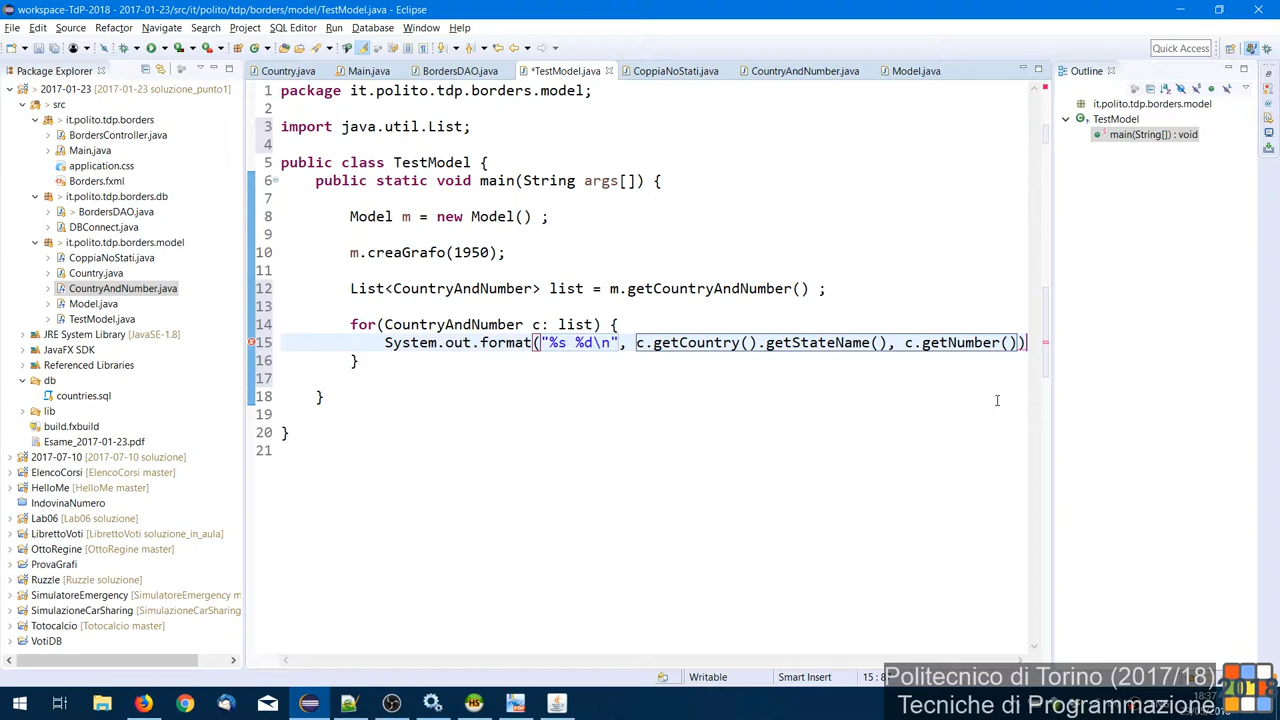 workspace-TdP-2018 - 2017-01-23/src/it/polito/tdp/borders/model/TestModel.java - Eclipse
File Edit Source Refactor Navigate Search Project SQL Editor Run Database Window Help
Quick Access
Package Explorer
Country.java Main.java BordersDAO.java *TestModel.java CoppiaNoStati.java CountryAndNumber.java Model.java
Outline
2017-01-23 [2017-01-23 soluzione_punto1]
src
it.polito.tdp.borders
BordersController.java
Main.java
application.css
Borders.fxml
it.polito.tdp.borders.db
> BordersDAO.java
DBConnect.java
it.polito.tdp.borders.model
CoppiaNoStati.java
Country.java
CountryAndNumber.java
Model.java
TestModel.java
JRE System Library [JavaSE-1.8]
JavaFX SDK
Referenced Libraries
db
countries.sql
lib
build.fxbuild
Esame_2017-01-23.pdf
2017-07-10 [2017-07-10 soluzione]
ElencoCorsi [ElencoCorsi master]
HelloMe [HelloMe master]
IndovinaNumero
Lab06 [Lab06 soluzione]
LibrettoVoti [LibrettoVoti soluzione_in_aula]
OttoRegine [OttoRegine master]
ProvaGrafi
Ruzzle [Ruzzle soluzione]
SimulatoreEmergency [SimulatoreEmergency master]
SimulazioneCarSharing [SimulazioneCarSharing
Totocalcio [Totocalcio master]
VotiDB
1 package it.polito.tdp.borders.model;
2
3 import java.util.List;
4
5 public class TestModel {
6 public static void main(String args[]) {
7
8 Model m = new Model() ;
9
10 m.creaGrafo(1950);
11
12 List<CountryAndNumber> list = m.getCountryAndNumber() ;
13
14 for(CountryAndNumber c: list) {
15 System.out.format("%s %d\n", c.getCountry().getStateName(), c.getNumber())
16 }
17
18 }
19
20 }
21
it.polito.tdp.borders.model
TestModel
main(String[]) : void
Writable Smart Insert 15 : 8
Politecnico di Torino (2017/18)
Tecniche di Programmazione
2018
18:37